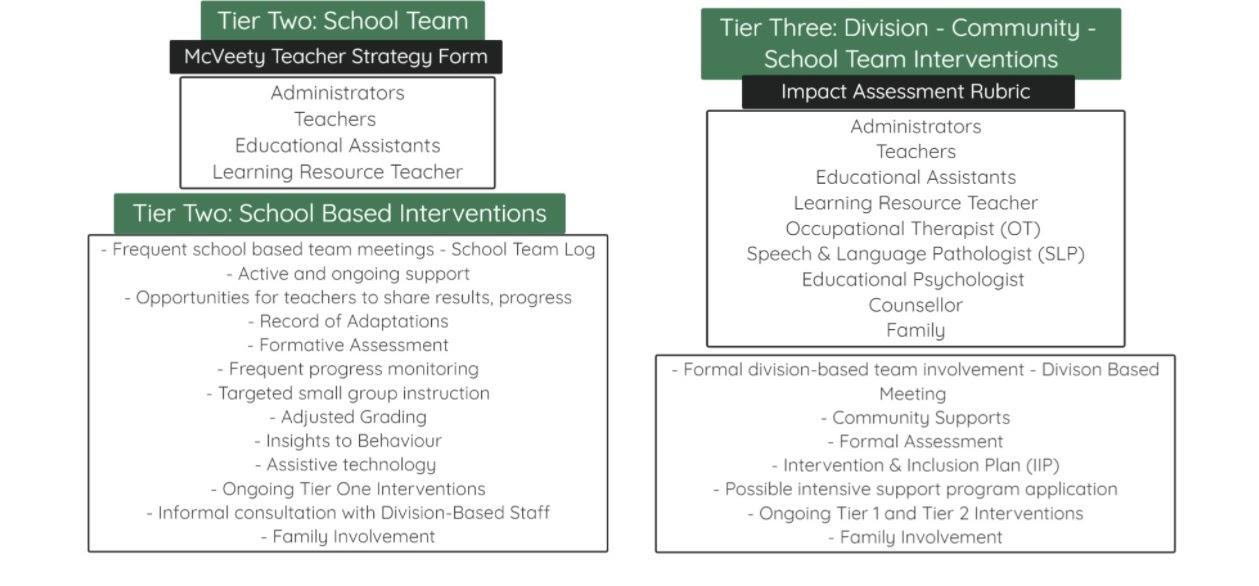 Tier Two: School Team
McVeety Teacher Strategy Form
Administrators
Teachers
Educational Assistants
Learning Resource Teacher
Tier Two: School Based Interventions
- Frequent school based team meetings - School Team Log
- Active and ongoing support
- Opportunities for teachers to share results, progress
- Record of Adaptations
- Formative Assessment
- Frequent progress monitoring
- Targeted small group instruction
- Adjusted Grading
- Insights to Behaviour
- Assistive technology
- Ongoing Tier One Interventions
- Informal consultation with Division-Based Staff
- Family Involvement
Tier Three: Division - Community -
School Team Interventions
Impact Assessment Rubric
Administrators
Teachers
Educational Assistants
Learning Resource Teacher
Occupational Therapist (OT)
Speech & Language Pathologist (SLP)
Educational Psychologist
Counsellor
Family
- Formal division-based team involvement - Divison Based
Meeting
- Community Supports
- Formal Assessment
- Intervention & Inclusion Plan (IIP)
- Possible intensive support program application
- Ongoing Tier 1 and Tier 2 Interventions
- Family Involvement